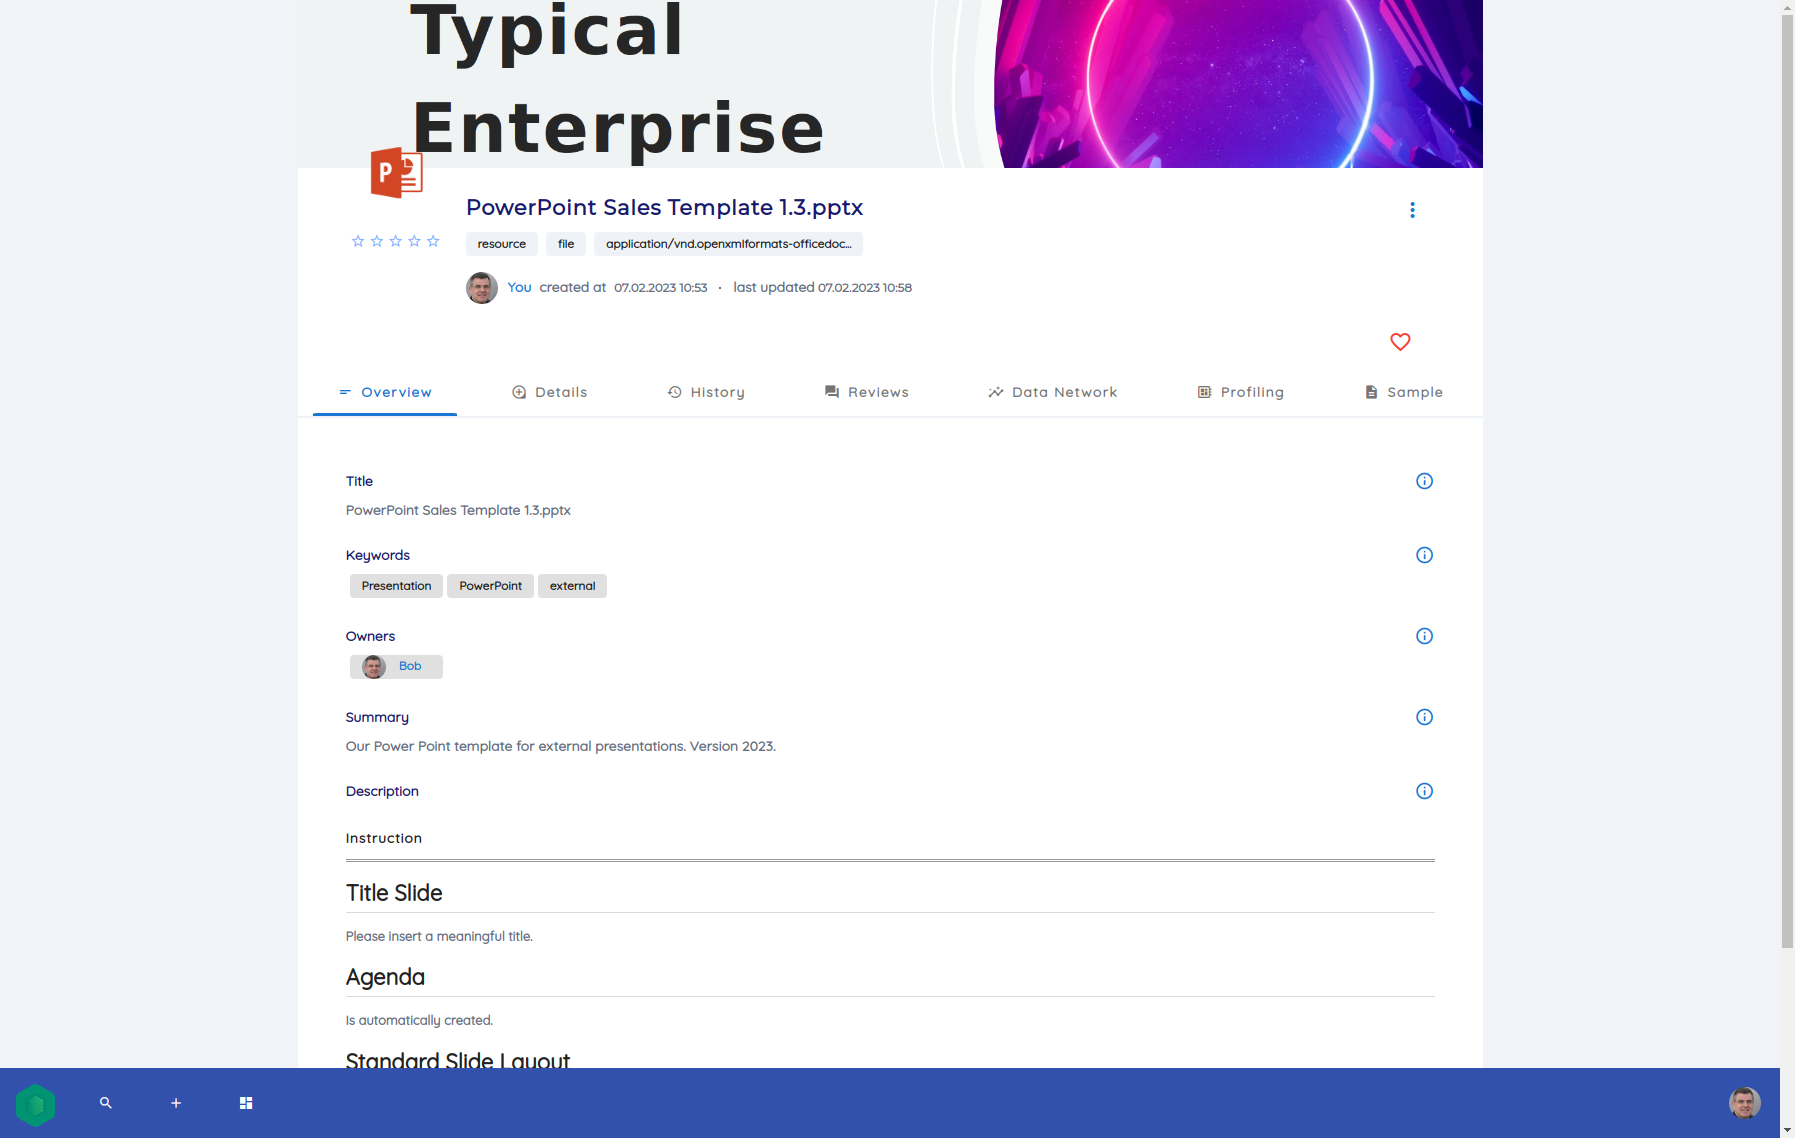 Typical
Enterprise
P
PowerPoint Sales Template 1.3.pptx
resource file application/vnd.openxmlformats-officedoc...
You created at 07.02.2023 10:53 · last updated 07.02.2023 10:58
Overview Details History Reviews Data Network Profiling Sample
Title
PowerPoint Sales Template 1.3.pptx
Keywords
Presentation PowerPoint external
Owners
Bob
Summary
Our Power Point template for external presentations. Version 2023.
Description
Instruction
Title Slide
Please insert a meaningful title.
Agenda
Is automatically created.
Standard Slide Layout